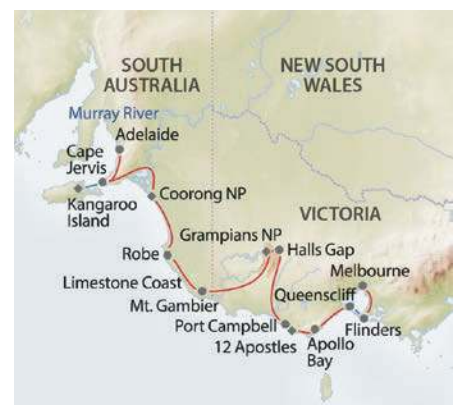 SOUTH
AUSTRALIA
NEW SOUTH
WALES
Murray River
Adelaide
Cape
Jervis
Kangaroo
Island
Coorong NP
VICTORIA
Grampians NP
Halls Gap
Robe
Melbourne
Limestone Coast
Queenscliff
Mt. Gambier
Port Campbell
Flinders
12 Apostles
Apollo
Bay